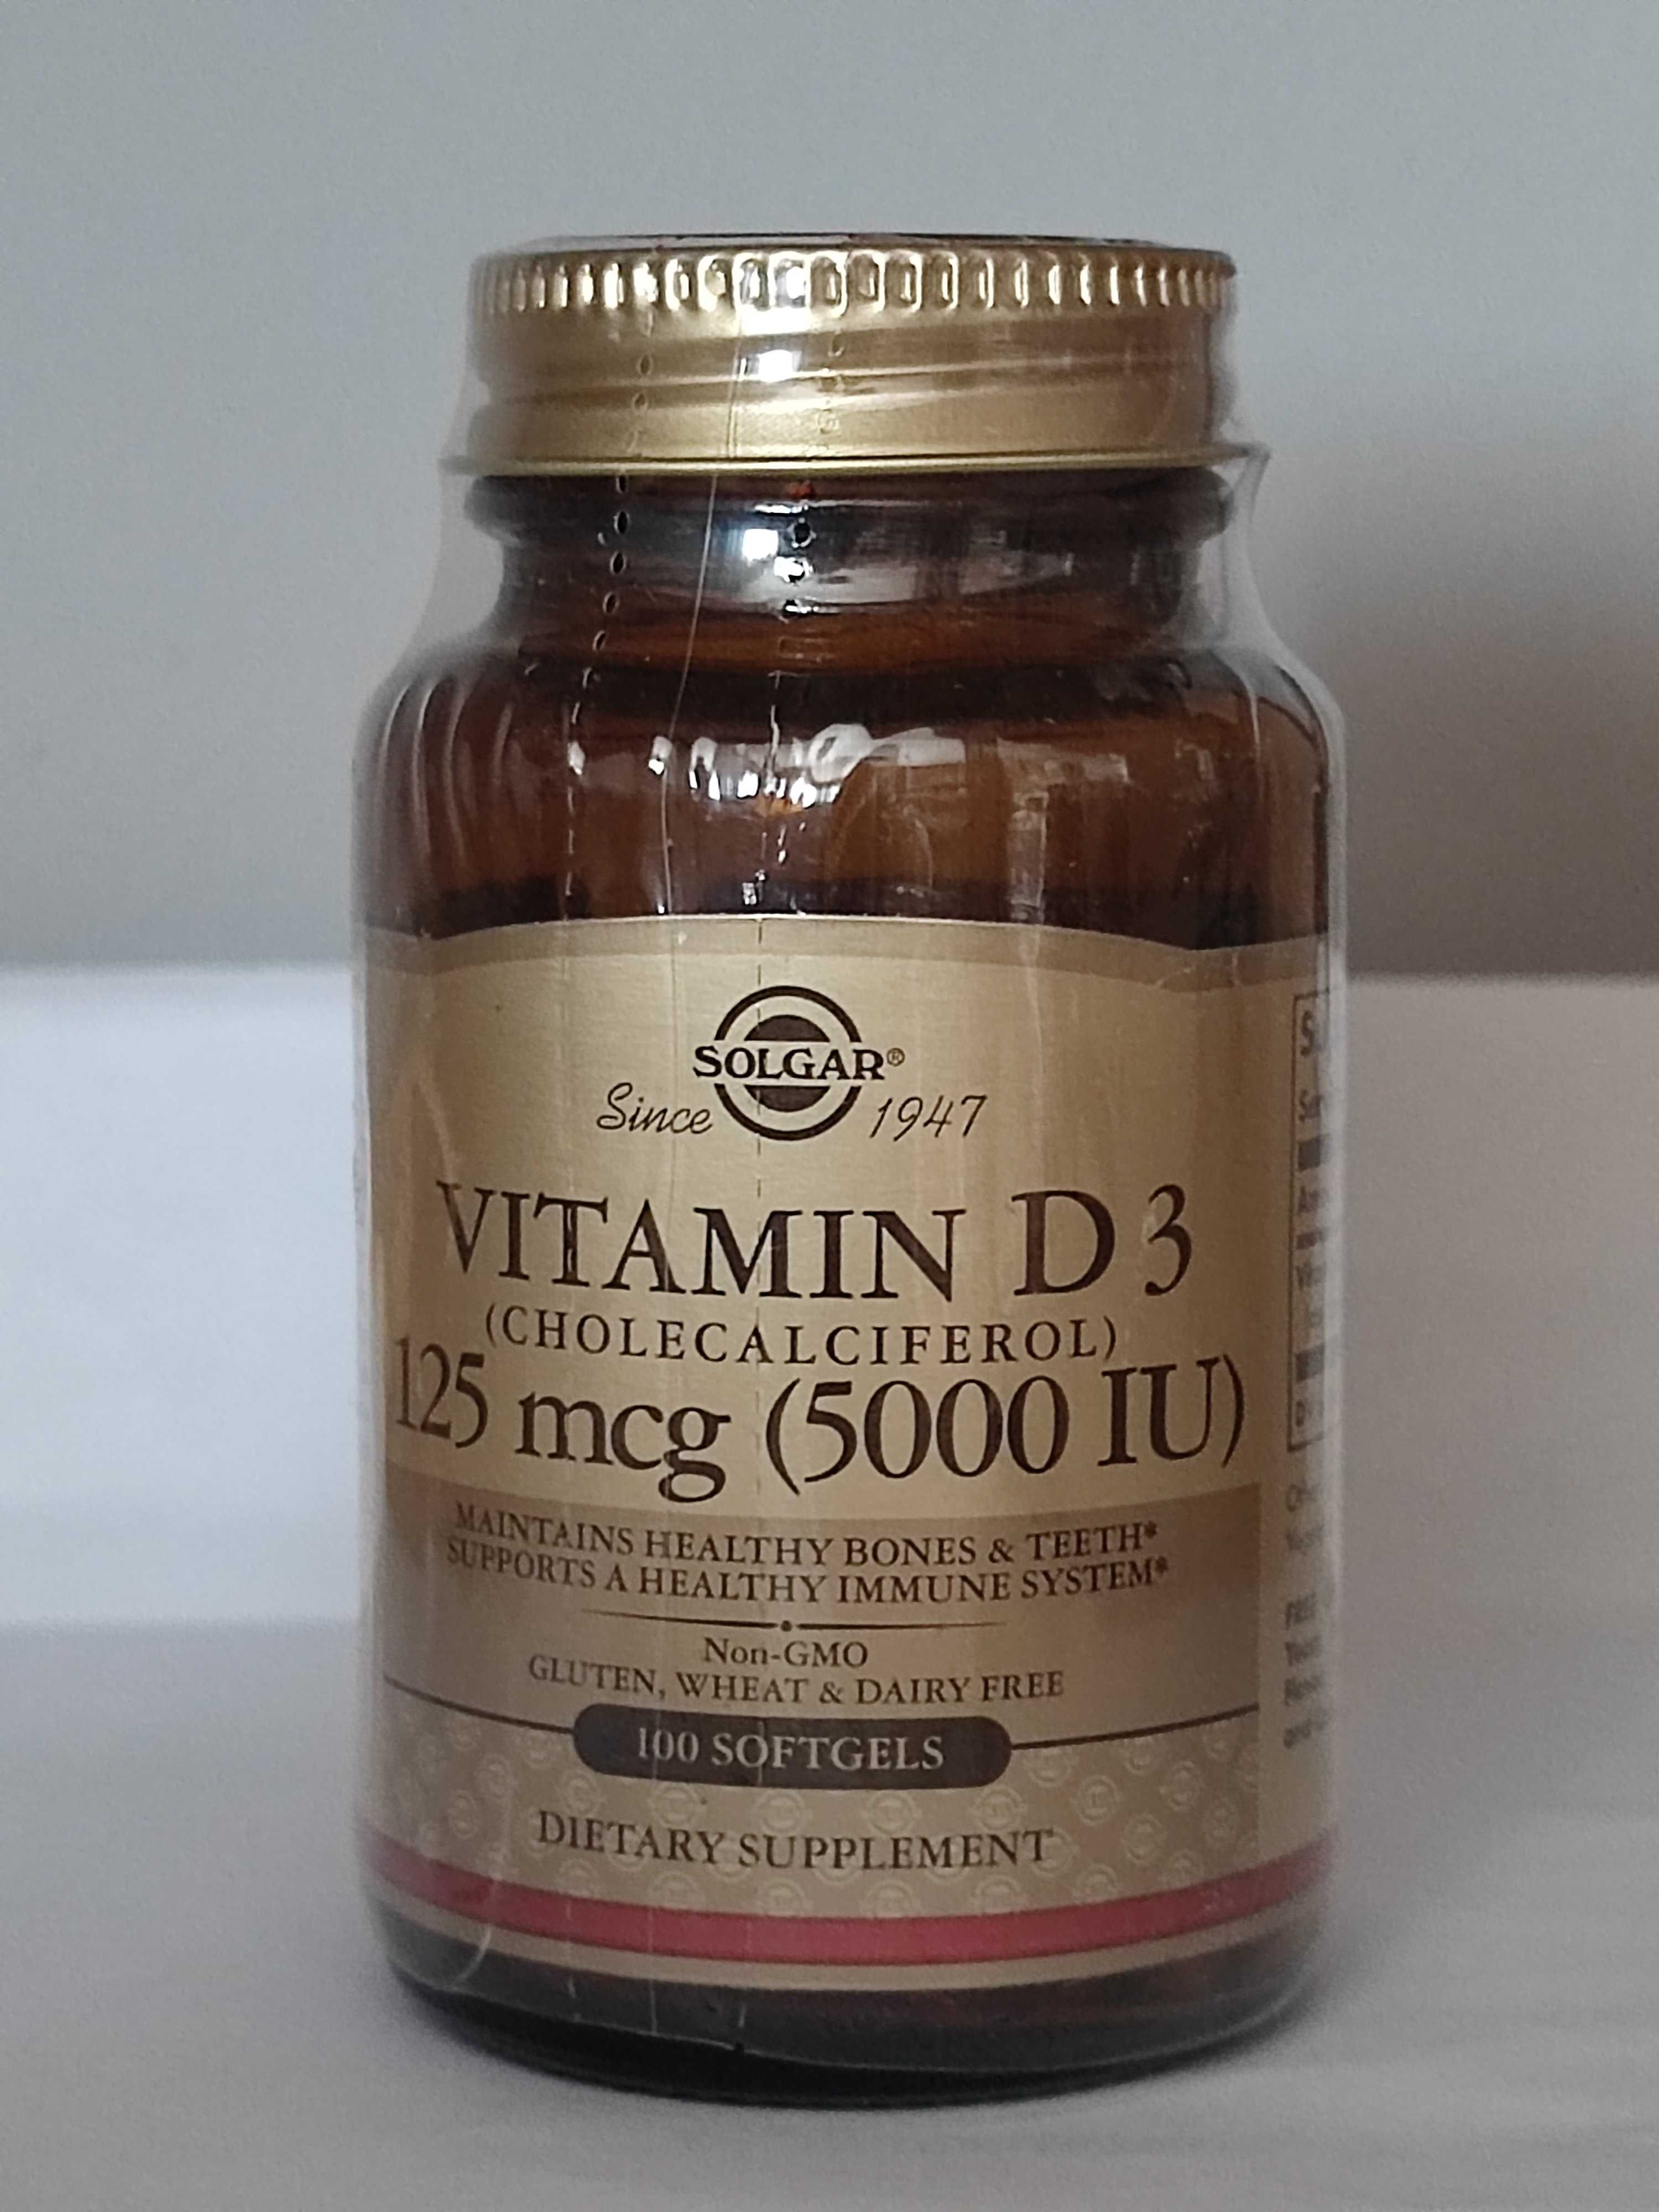 SOLGAR®
Since 1947
VITAMIN D3
(CHOLECALCIFEROL)
125 mcg (5000 IU)
MAINTAINS HEALTHY BONES & TEETH*
SUPPORTS A HEALTHY IMMUNE SYSTEM*
Non-GMO
GLUTEN, WHEAT & DAIRY FREE
100 SOFTGELS
DIETARY SUPPLEMENT